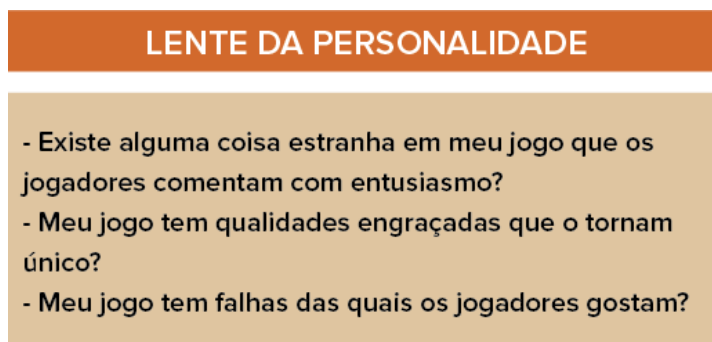 LENTE DA PERSONALIDADE
- Existe alguma coisa estranha em meu jogo que os
jogadores comentam com entusiasmo?
- Meu jogo tem qualidades engraçadas que o tornam
único?
- Meu jogo tem falhas das quais os jogadores gostam?